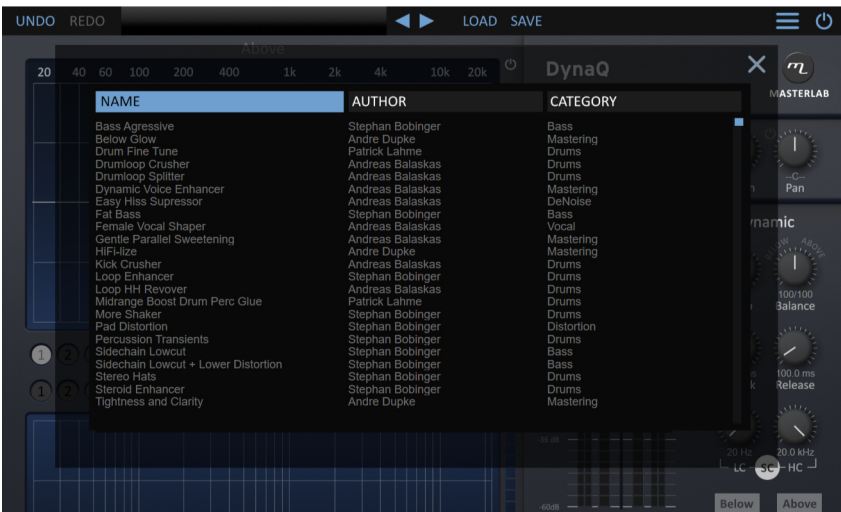 UNDO REDO LOAD SAVE
Above
20 40 60 100 200 400 1k 2k 4k 10k 20k
DynaQ
MASTERLAB
NAME AUTHOR CATEGORY
Bass Agressive Stephan Bobinger Bass
Below Glow Andre Dupke Mastering
Drum Fine Tune Patrick Lahme Drums
Drumloop Crusher Andreas Balaskas Drums
Drumloop Splitter Andreas Balaskas Drums
Dynamic Voice Enhancer Andreas Balaskas Mastering
Easy Hiss Supressor Andreas Balaskas DeNoise
Fat Bass Stephan Bobinger Bass
Female Vocal Shaper Andreas Balaskas Vocal
Gentle Parallel Sweetening Andreas Balaskas Mastering
HiFi-lize Andre Dupke Mastering
Kick Crusher Andreas Balaskas Drums
Loop Enhancer Stephan Bobinger Drums
Loop HH Revover Andreas Balaskas Drums
Midrange Boost Drum Perc Glue Patrick Lahme Drums
More Shaker Stephan Bobinger Drums
Pad Distortion Stephan Bobinger Distortion
Percussion Transients Stephan Bobinger Drums
Sidechain Lowcut Stephan Bobinger Bass
Sidechain Lowcut + Lower Distortion Stephan Bobinger Bass
Stereo Hats Stephan Bobinger Drums
Steroid Enhancer Stephan Bobinger Drums
Tightness and Clarity Andre Dupke Mastering
--C--
Pan
namic
BELOW ABOVE
100/100
Balance
100.0 ms
Release
1 2
1 2
-36 dB
20 Hz 20.0 kHz
LC SC HC
-60dB
Below Above